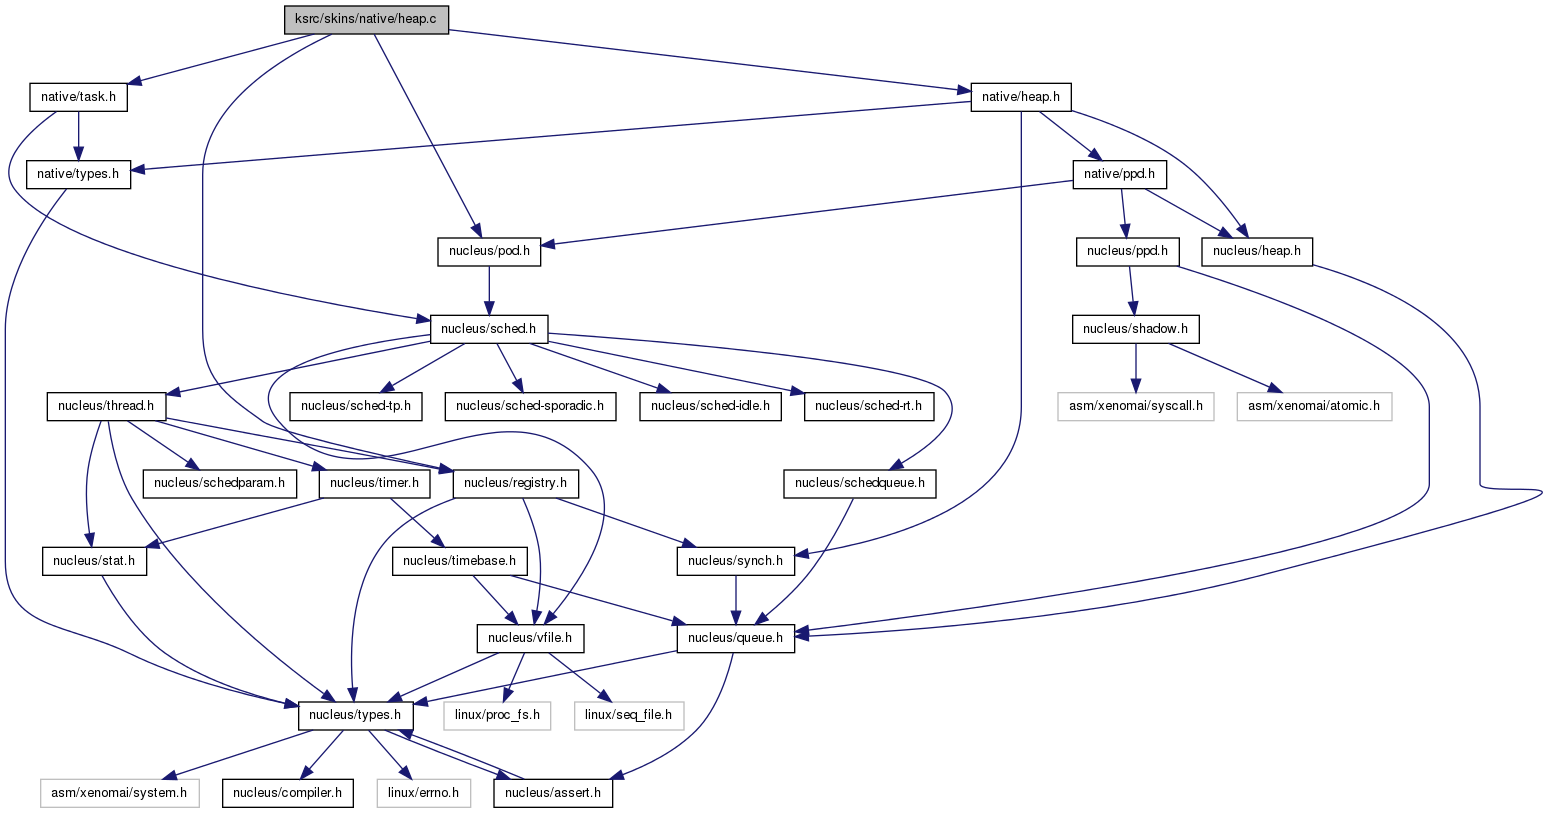 ksrc/skins/native/heap.c
native/task.h
native/heap.h
native/types.h
native/ppd.h
nucleus/pod.h
nucleus/ppd.h
nucleus/heap.h
nucleus/sched.h
nucleus/shadow.h
nucleus/thread.h
nucleus/sched-tp.h
nucleus/sched-sporadic.h
nucleus/sched-idle.h
nucleus/sched-rt.h
asm/xenomai/syscall.h
asm/xenomai/atomic.h
nucleus/schedparam.h
nucleus/timer.h
nucleus/registry.h
nucleus/schedqueue.h
nucleus/stat.h
nucleus/timebase.h
nucleus/synch.h
nucleus/vfile.h
nucleus/queue.h
nucleus/types.h
linux/proc_fs.h
linux/seq_file.h
asm/xenomai/system.h
nucleus/compiler.h
linux/errno.h
nucleus/assert.h